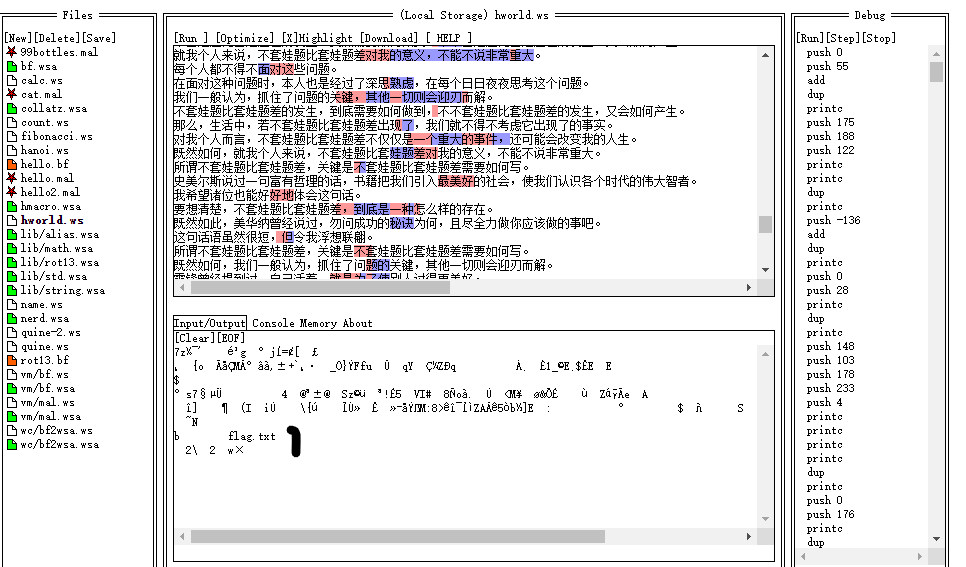 Files
[New][Delete][Save]
99bottles.mal
bf.wsa
calc.ws
cat.mal
collatz.wsa
count.ws
fibonacci.ws
hanoi.ws
hello.bf
hello.mal
hello2.mal
hmacro.wsa
hworld.ws
lib/alias.wsa
lib/math.wsa
lib/rot13.wsa
lib/std.wsa
lib/string.wsa
name.ws
nerd.wsa
quine-2.ws
quine.ws
rot13.bf
vm/bf.wsa
vm/bf.wsa
vm/mal.wsa
wc/bf2wsa.wsa
wc/bf2wsa.wsa
(Local Storage) hworld.ws
[Run ] [Optimize] [X]Highlight [Download] [ HELP ]
就我个人来说，不套娃题比套娃题差对我的意义，不能不说非常重大。
每个人都不得不面对这些问题。
在面对这种问题时，本人也是经过了深思熟虑，在每个日日夜夜思考这个问题。
我们一般认为，抓住了问题的关键，其他一切则会迎刃而解。
不套娃题比套娃题差的发生，到底需要如何做到，不不套娃题比套娃题差的发生，又会如何产生。
那么，生活中，若不套娃题比套娃题差出现了，我们就不得不考虑它出现了的事实。
对我个人而言，不套娃题比套娃题差不仅仅是一个重大的事件，还可能会改变我的人生。
既然如何，就我个人来说，不套娃题比套娃题差对我的意义，不能不说非常重大。
所谓不套娃题比套娃题差，关键是不套娃题比套娃题差需要如何写。
史美尔斯说过一句富有哲理的话，书籍把我们引入最美好的社会，使我们认识各个时代的伟大智者。
我希望诸位也能好好地体会这句话。
要想清楚，不套娃题比套娃题差，到底是一种怎么样的存在。
既然如此，美华纳曾经说过，勿问成功的秘诀为何，且尽全力做你应该做的事吧。
这句话语虽然很短，但令我浮想联翩。
所谓不套娃题比套娃题差，关键是不套娃题比套娃题差需要如何写。
既然如何，我们一般认为，抓住了问题的关键，其他一切则会迎刃而解。
Input/Output Console Memory About
[Clear][EOF]
flag.txt
Debug
[Run][Step][Stop]
push 0
push 55
add
dup
printc
push 175
push 188
push 122
printc
printc
dup
printc
push -136
add
dup
printc
push 0
push 28
printc
dup
printc
push 148
push 103
push 178
push 233
push 4
printc
printc
printc
printc
dup
printc
push 0
push 176
printc
dup